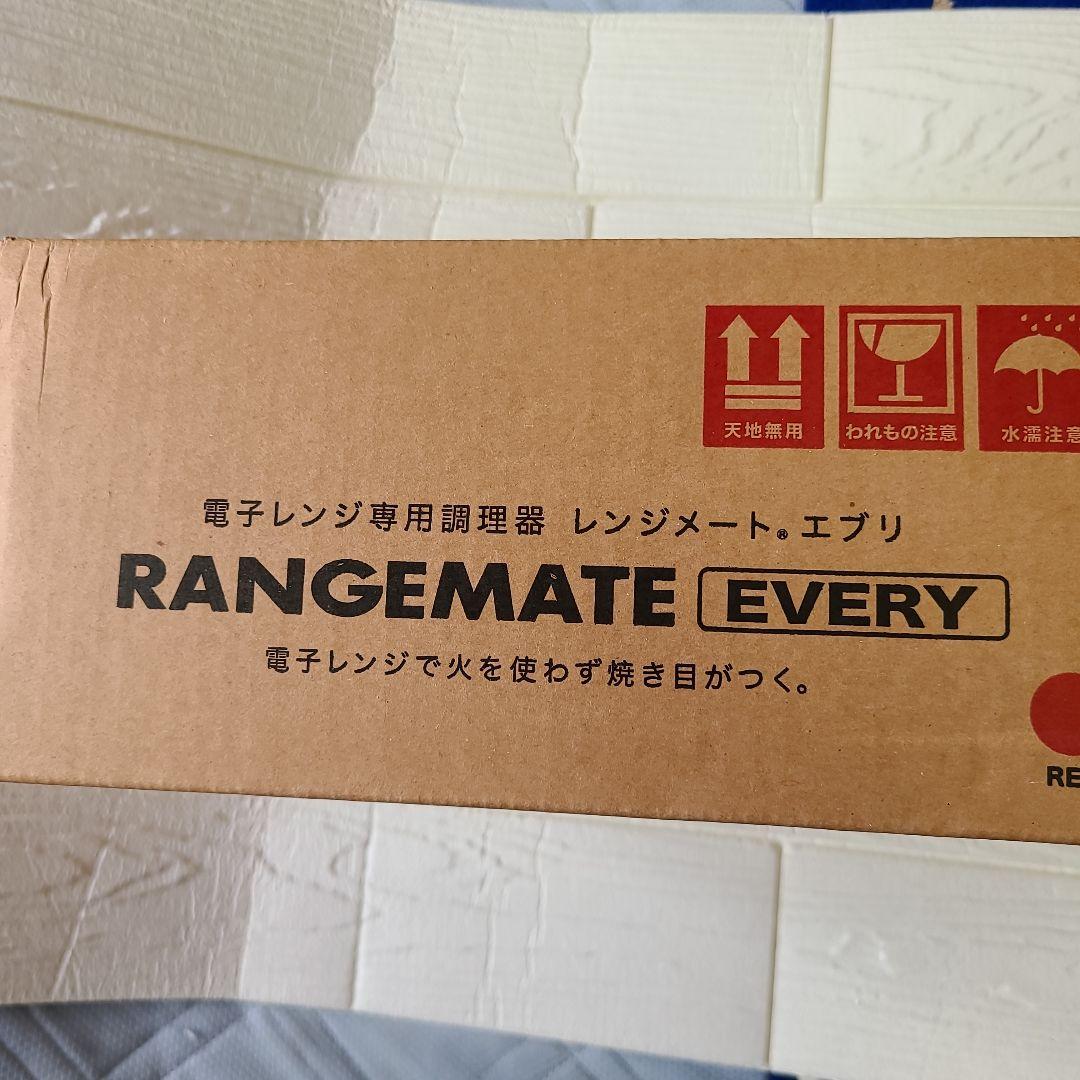 天地無用
われもの注意
水濡注意
電子レンジ専用調理器 レンジメート®エブリ
RANGEMATE EVERY
電子レンジで火を使わず焼き目がつく。
RE